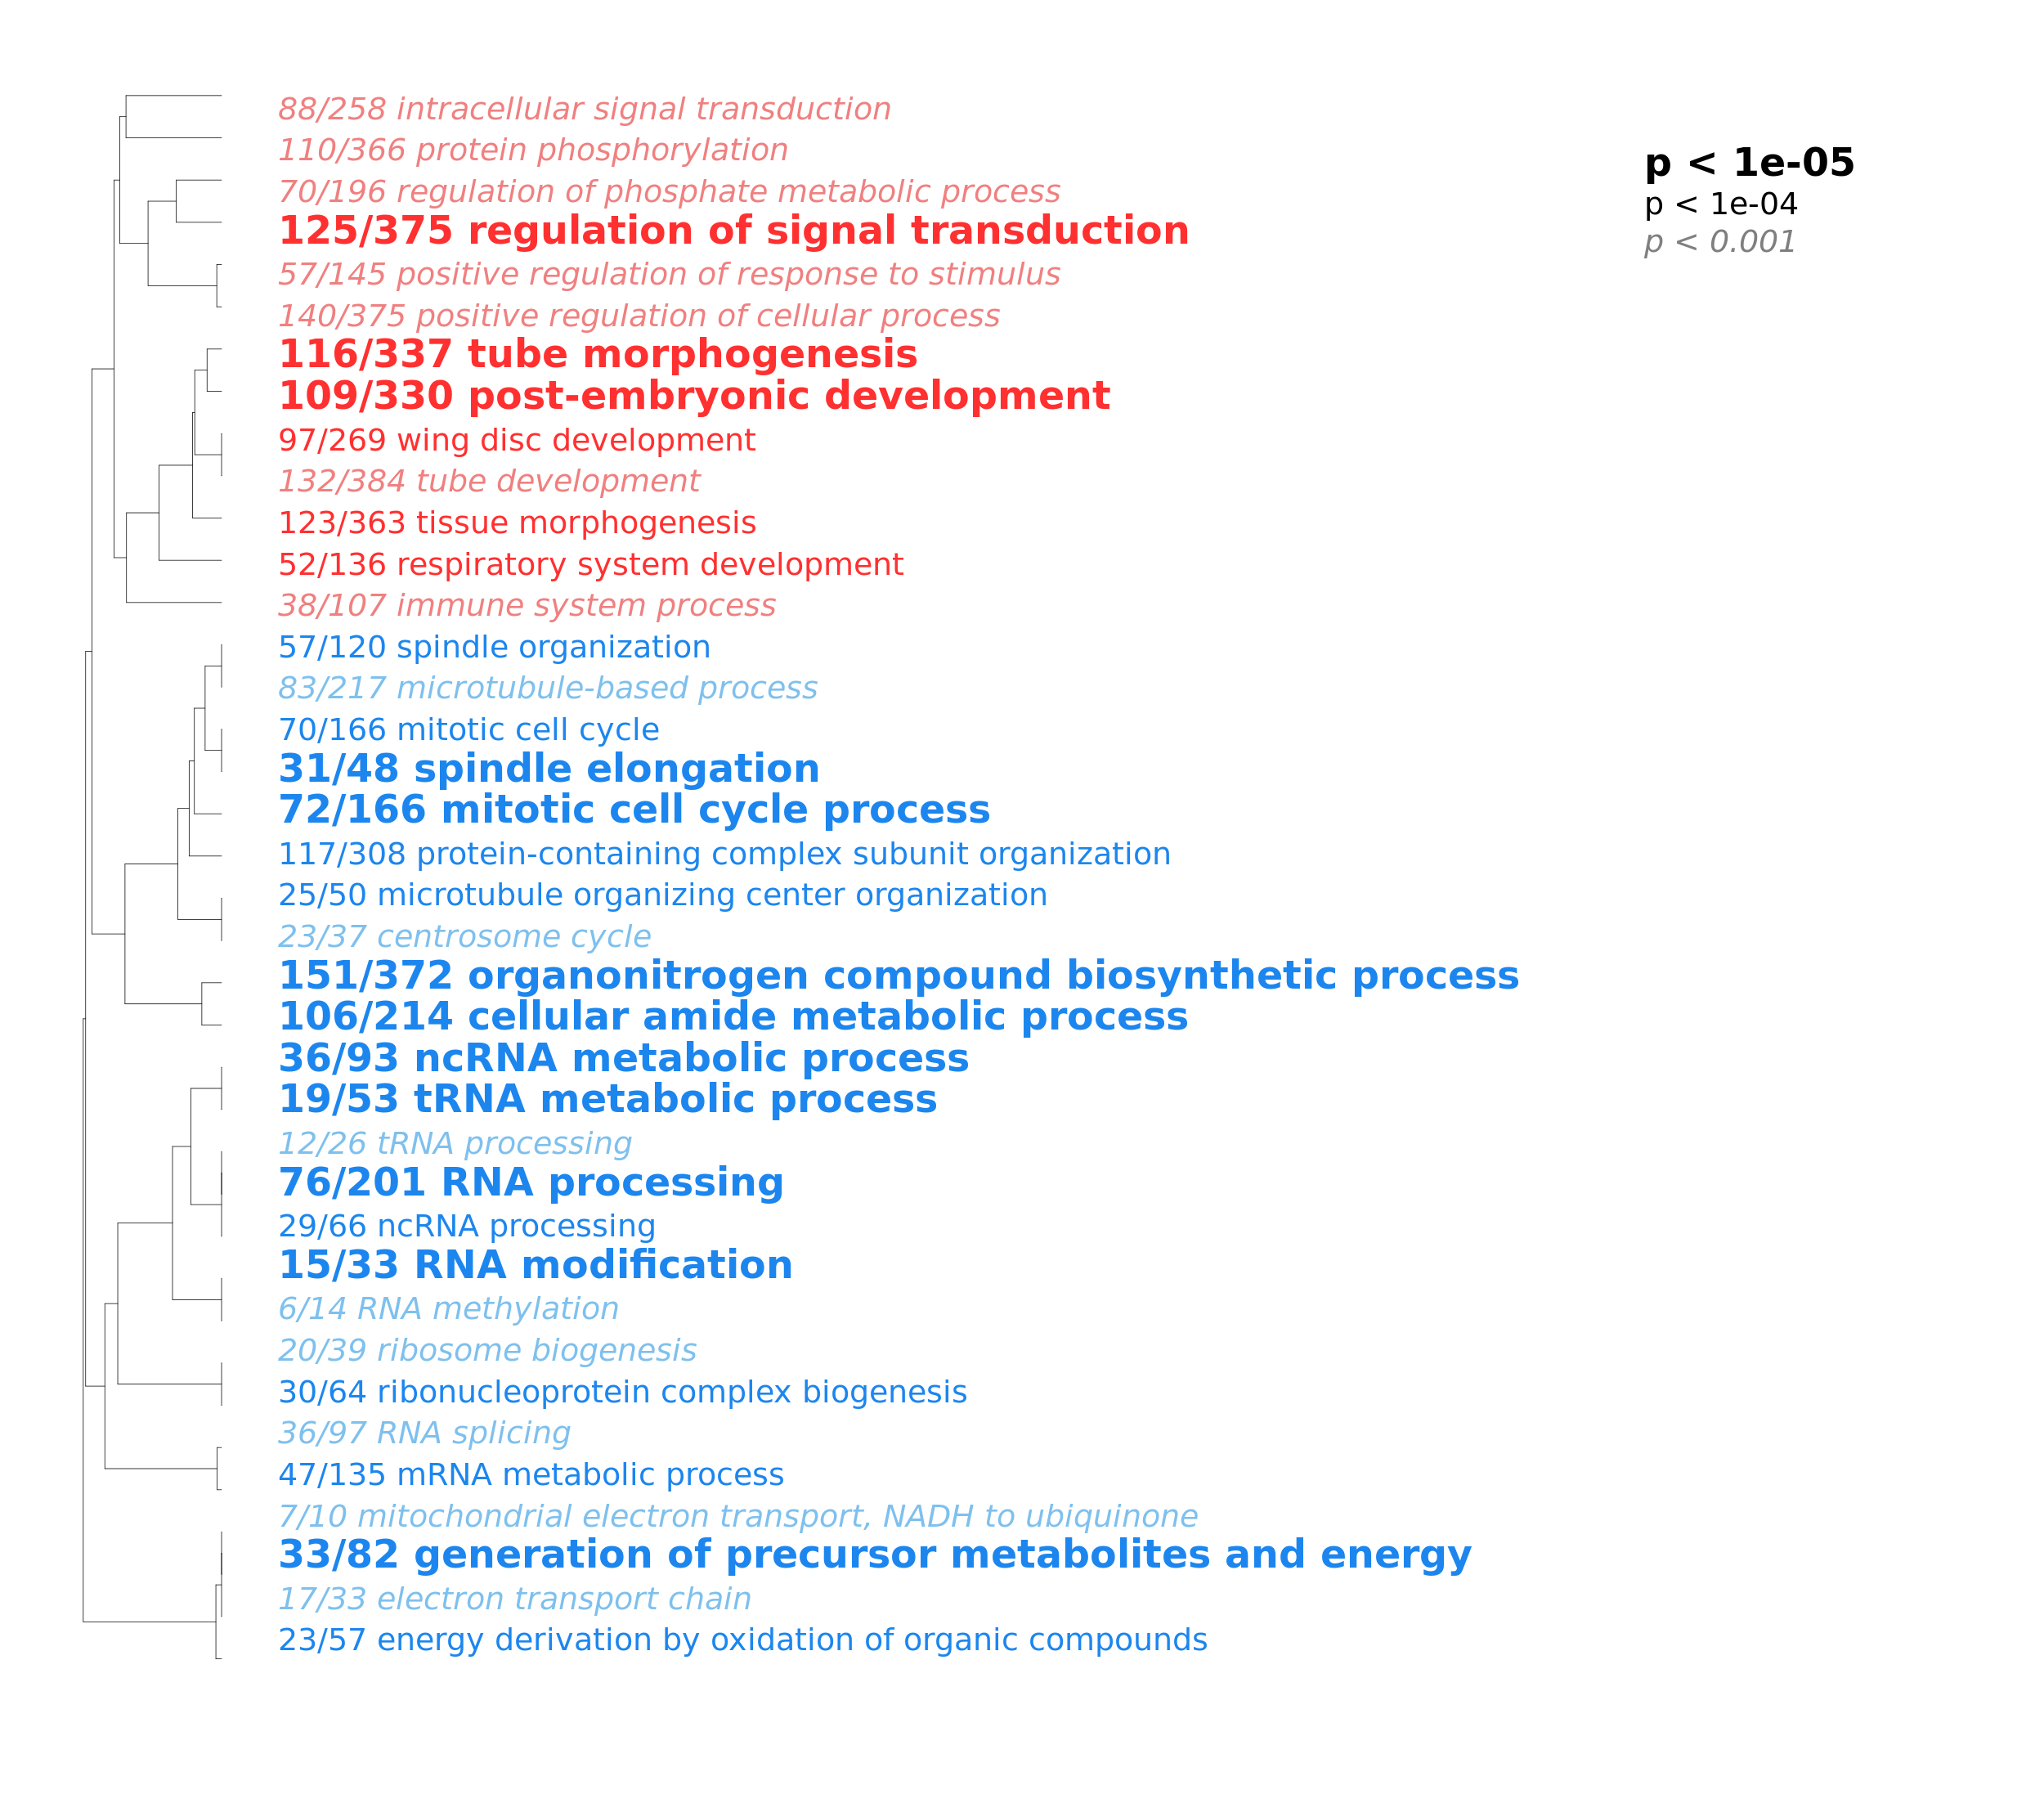 88/258 intracellular signal transduction
110/366 protein phosphorylation
70/196 regulation of phosphate metabolic process
125/375 regulation of signal transduction
57/145 positive regulation of response to stimulus
140/375 positive regulation of cellular process
116/337 tube morphogenesis
109/330 post-embryonic development
97/269 wing disc development
132/384 tube development
123/363 tissue morphogenesis
52/136 respiratory system development
38/107 immune system process
57/120 spindle organization
83/217 microtubule-based process
70/166 mitotic cell cycle
31/48 spindle elongation
72/166 mitotic cell cycle process
117/308 protein-containing complex subunit organization
25/50 microtubule organizing center organization
23/37 centrosome cycle
151/372 organonitrogen compound biosynthetic process
106/214 cellular amide metabolic process
36/93 ncRNA metabolic process
19/53 tRNA metabolic process
12/26 tRNA processing
76/201 RNA processing
29/66 ncRNA processing
15/33 RNA modification
6/14 RNA methylation
20/39 ribosome biogenesis
30/64 ribonucleoprotein complex biogenesis
36/97 RNA splicing
47/135 mRNA metabolic process
7/10 mitochondrial electron transport, NADH to ubiquinone
33/82 generation of precursor metabolites and energy
17/33 electron transport chain
23/57 energy derivation by oxidation of organic compounds
p < 1e-05
p < 1e-04
p < 0.001